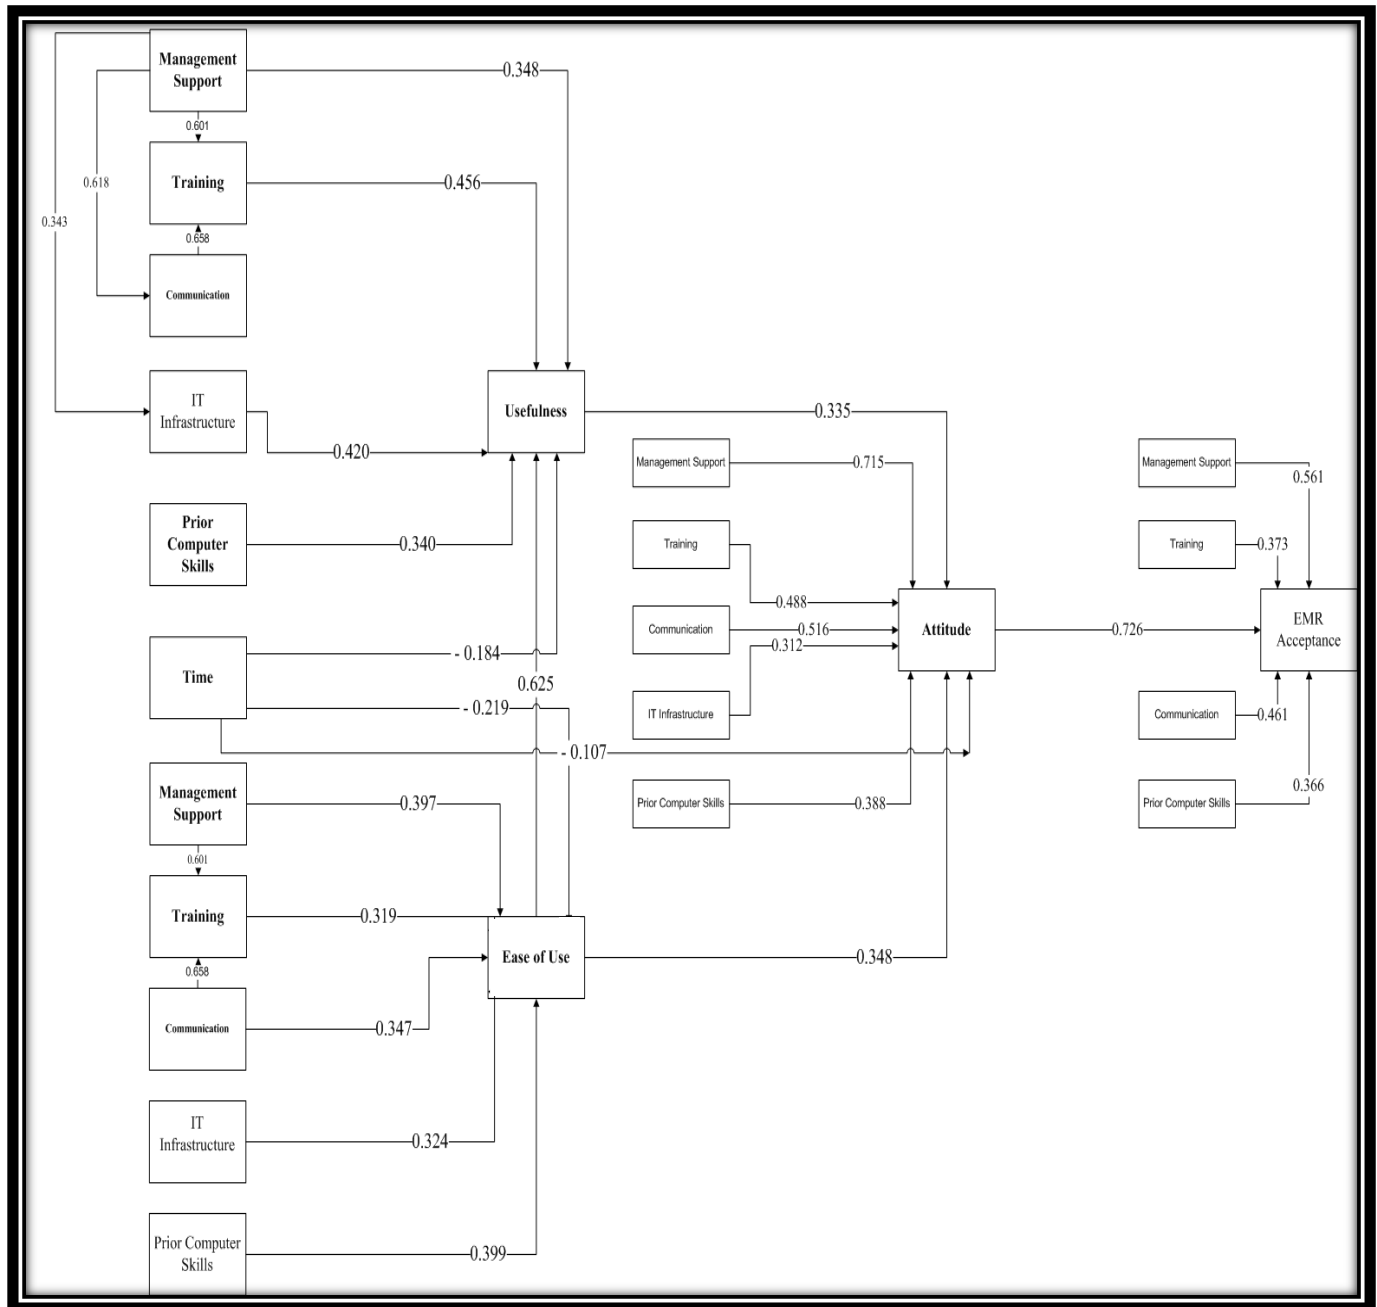 Management
Support
0.348
0.601
Training
0.456
0.618
0.343
0.658
Communication
IT
Infrastructure
0.420
Usefulness
0.335
Management Support
0.715
Management Support
0.561
Prior
Computer
Skills
0.340
Training
0.488
Training
0.373
Communication
0.516
0.312
Attitude
0.726
EMR
Acceptance
Time
- 0.184
0.625
- 0.219
- 0.107
IT Infrastructure
Communication
0.461
Prior Computer Skills
0.388
Prior Computer Skills
0.366
Management
Support
0.397
0.601
Training
0.319
0.658
Ease of Use
0.348
Communication
0.347
IT
Infrastructure
0.324
Prior Computer
Skills
0.399